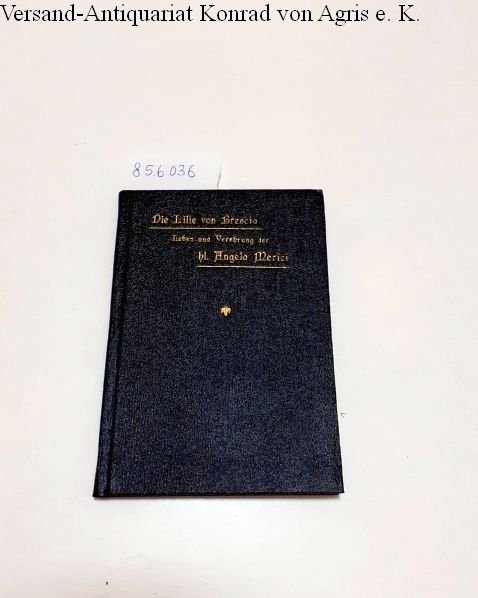 Versand-Antiquariat Konrad von Agris e. K.
856036
Die Lilie von Brescia
Leben und Verehrung der
hl. Angela Merici